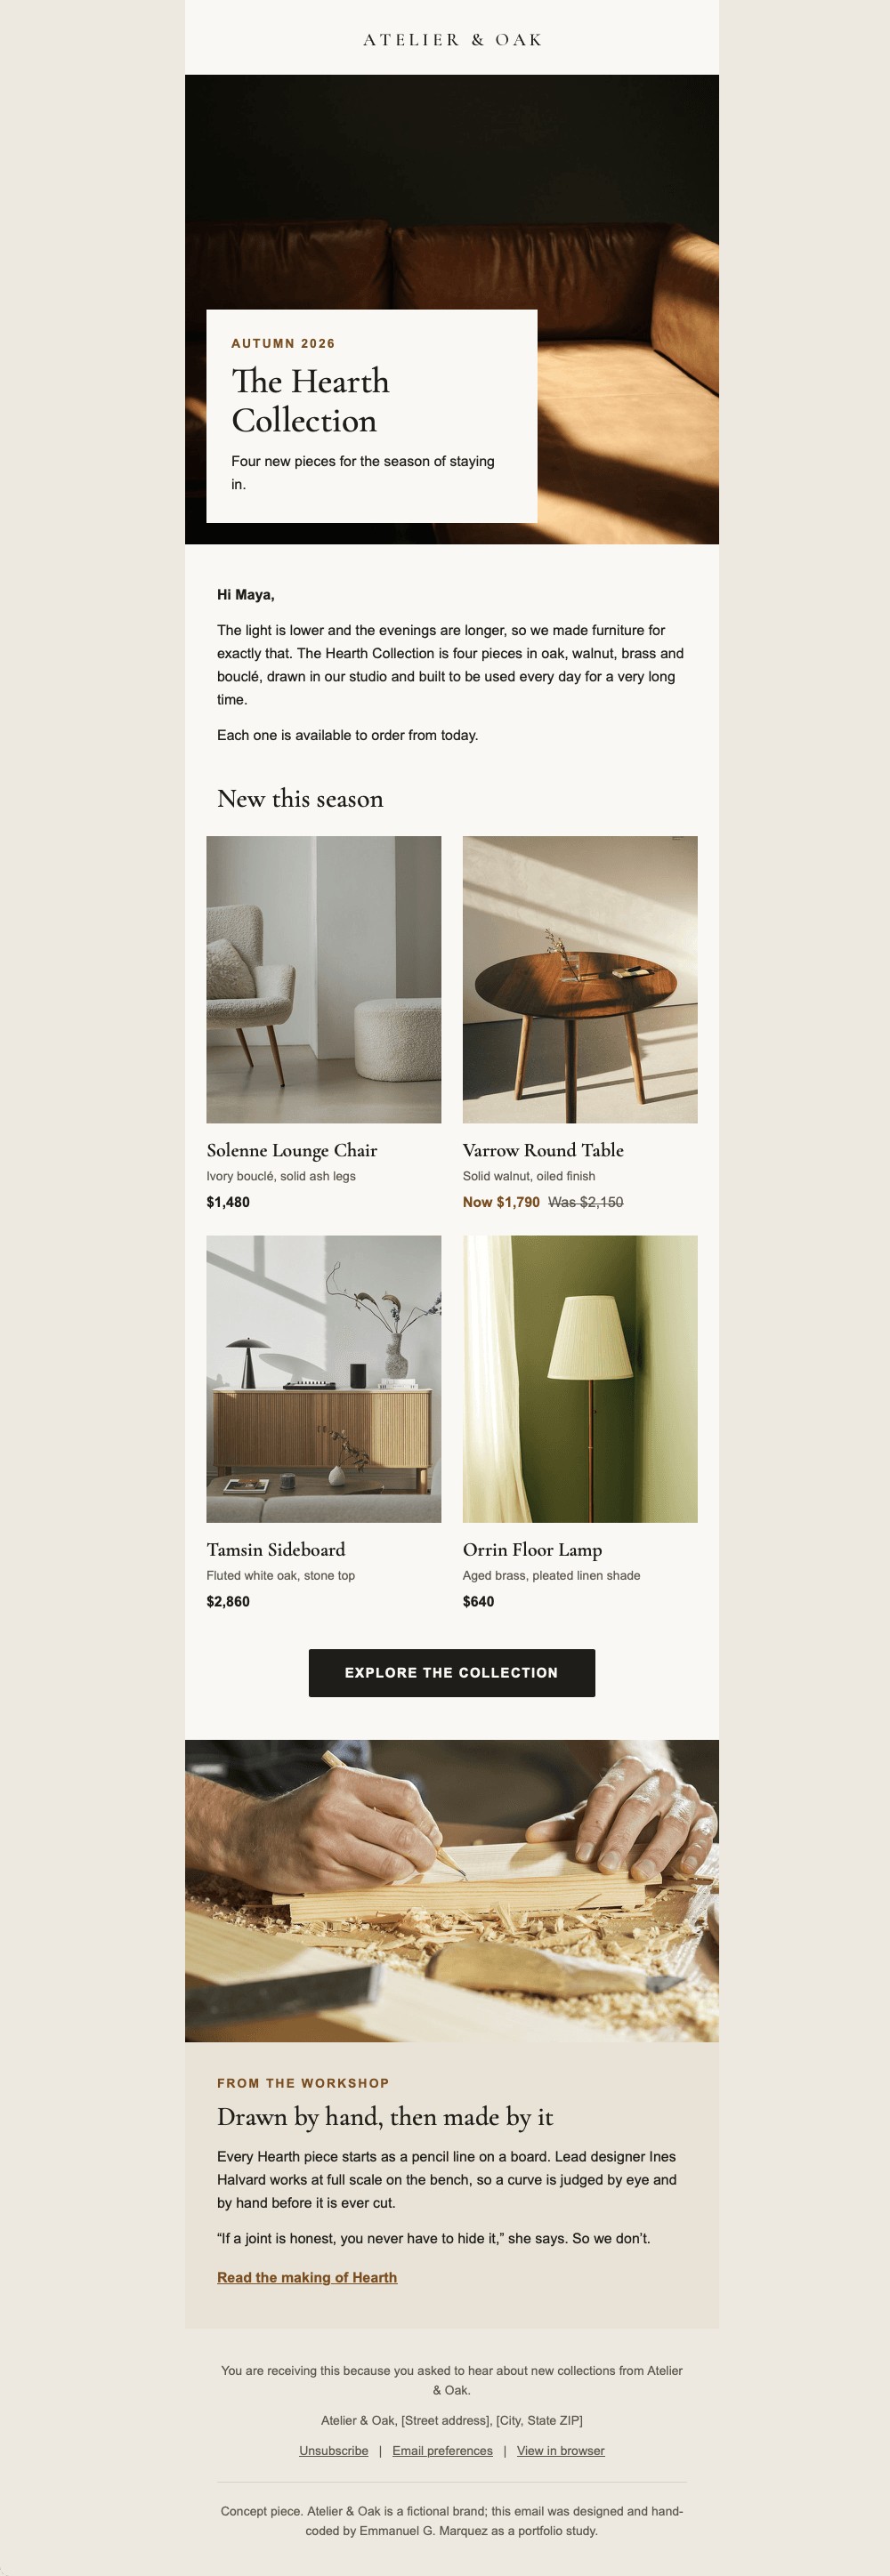 ATELIER & OAK
AUTUMN 2026
The Hearth
Collection
Four new pieces for the season of staying
in.
Hi Maya,
The light is lower and the evenings are longer, so we made furniture for
exactly that. The Hearth Collection is four pieces in oak, walnut, brass and
bouclé, drawn in our studio and built to be used every day for a very long
time.
Each one is available to order from today.
New this season
Solenne Lounge Chair
Ivory bouclé, solid ash legs
$1,480
Varrow Round Table
Solid walnut, oiled finish
Now $1,790 Was $2,150
Tamsin Sideboard
Fluted white oak, stone top
$2,860
Orrin Floor Lamp
Aged brass, pleated linen shade
$640
EXPLORE THE COLLECTION
FROM THE WORKSHOP
Drawn by hand, then made by it
Every Hearth piece starts as a pencil line on a board. Lead designer Ines
Halvard works at full scale on the bench, so a curve is judged by eye and
by hand before it is ever cut.
“If a joint is honest, you never have to hide it,” she says. So we don’t.
Read the making of Hearth
You are receiving this because you asked to hear about new collections from Atelier
& Oak.
Atelier & Oak, [Street address], [City, State ZIP]
Unsubscribe | Email preferences | View in browser
Concept piece. Atelier & Oak is a fictional brand; this email was designed and hand-
coded by Emmanuel G. Marquez as a portfolio study.